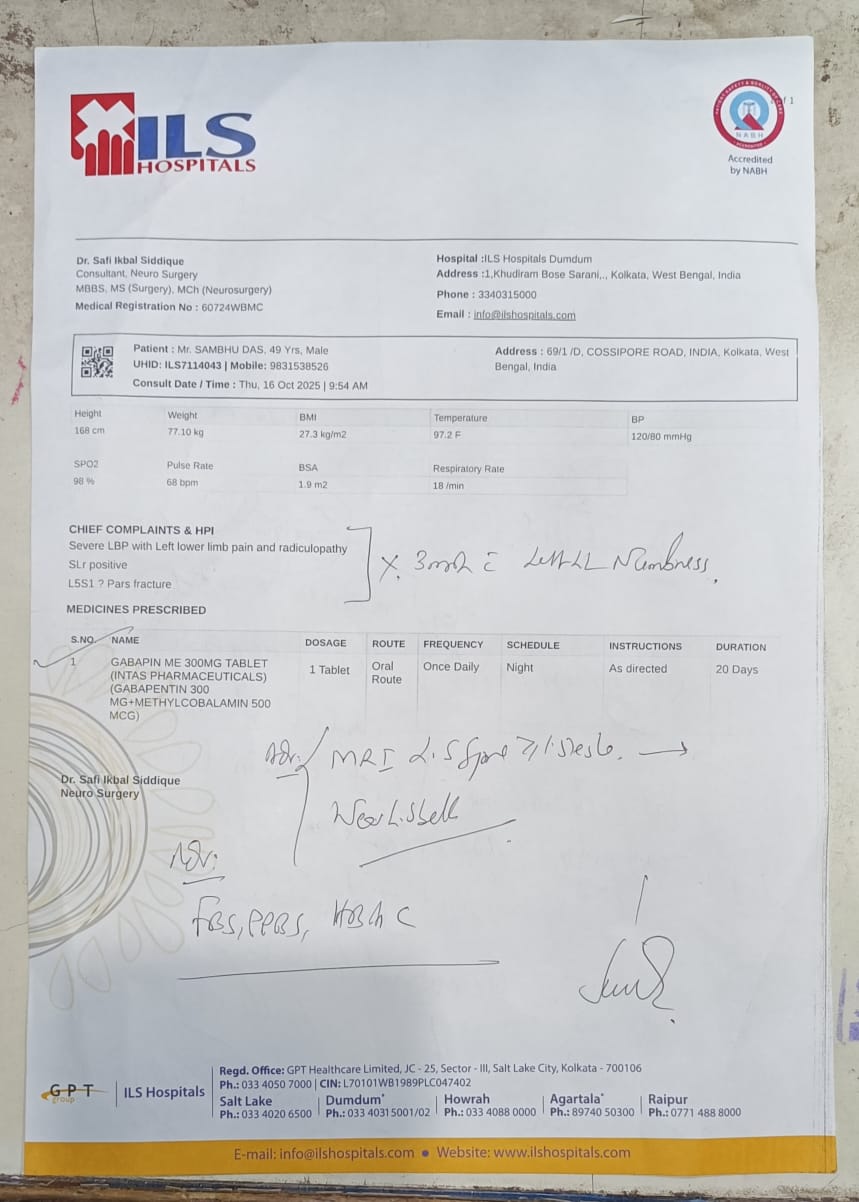 ILS
HOSPITALS
f 1
NABH
Accredited
by NABH
Dr. Safi Ikbal Siddique
Consultant, Neuro Surgery
MBBS, MS (Surgery), MCh (Neurosurgery)
Medical Registration No : 60724WBMC
Hospital :ILS Hospitals Dumdum
Address :1,Khudiram Bose Sarani,., Kolkata, West Bengal, India
Phone : 3340315000
Email : info@ilshospitals.com
Patient : Mr. SAMBHU DAS, 49 Yrs, Male
UHID: ILS7114043 | Mobile: 9831538526
Consult Date / Time : Thu, 16 Oct 2025 | 9:54 AM
Address : 69/1 /D, COSSIPORE ROAD, INDIA, Kolkata, West
Bengal, India
Height Weight BMI Temperature BP
168 cm 77.10 kg 27.3 kg/m2 97.2 F 120/80 mmHg
SPO2 Pulse Rate BSA Respiratory Rate
98 % 68 bpm 1.9 m2 18 /min
CHIEF COMPLAINTS & HPI
Severe LBP with Left lower limb pain and radiculopathy
SLr positive
L5S1 ? Pars fracture
Numbness
MEDICINES PRESCRIBED
S.NO. NAME DOSAGE ROUTE FREQUENCY SCHEDULE INSTRUCTIONS DURATION
1 GABAPIN ME 300MG TABLET 1 Tablet Oral Once Daily Night As directed 20 Days
(INTAS PHARMACEUTICALS) Route
(GABAPENTIN 300
MG+METHYLCOBALAMIN 500
MCG)
Adv: MRI L.S Spine
Dr. Safi Ikbal Siddique
Neuro Surgery
Adv:
FBS, PPBS,
GPT
group
ILS Hospitals
Regd. Office: GPT Healthcare Limited, JC - 25, Sector - III, Salt Lake City, Kolkata - 700106
Ph.: 033 4050 7000 | CIN: L70101WB1989PLC047402
Salt Lake Dumdum* Howrah Agartala* Raipur
Ph.: 033 4020 6500 Ph.: 033 40315001/02 Ph.: 033 4088 0000 Ph.: 89740 50300 Ph.: 0771 488 8000
E-mail: info@ilshospitals.com • Website: www.ilshospitals.com